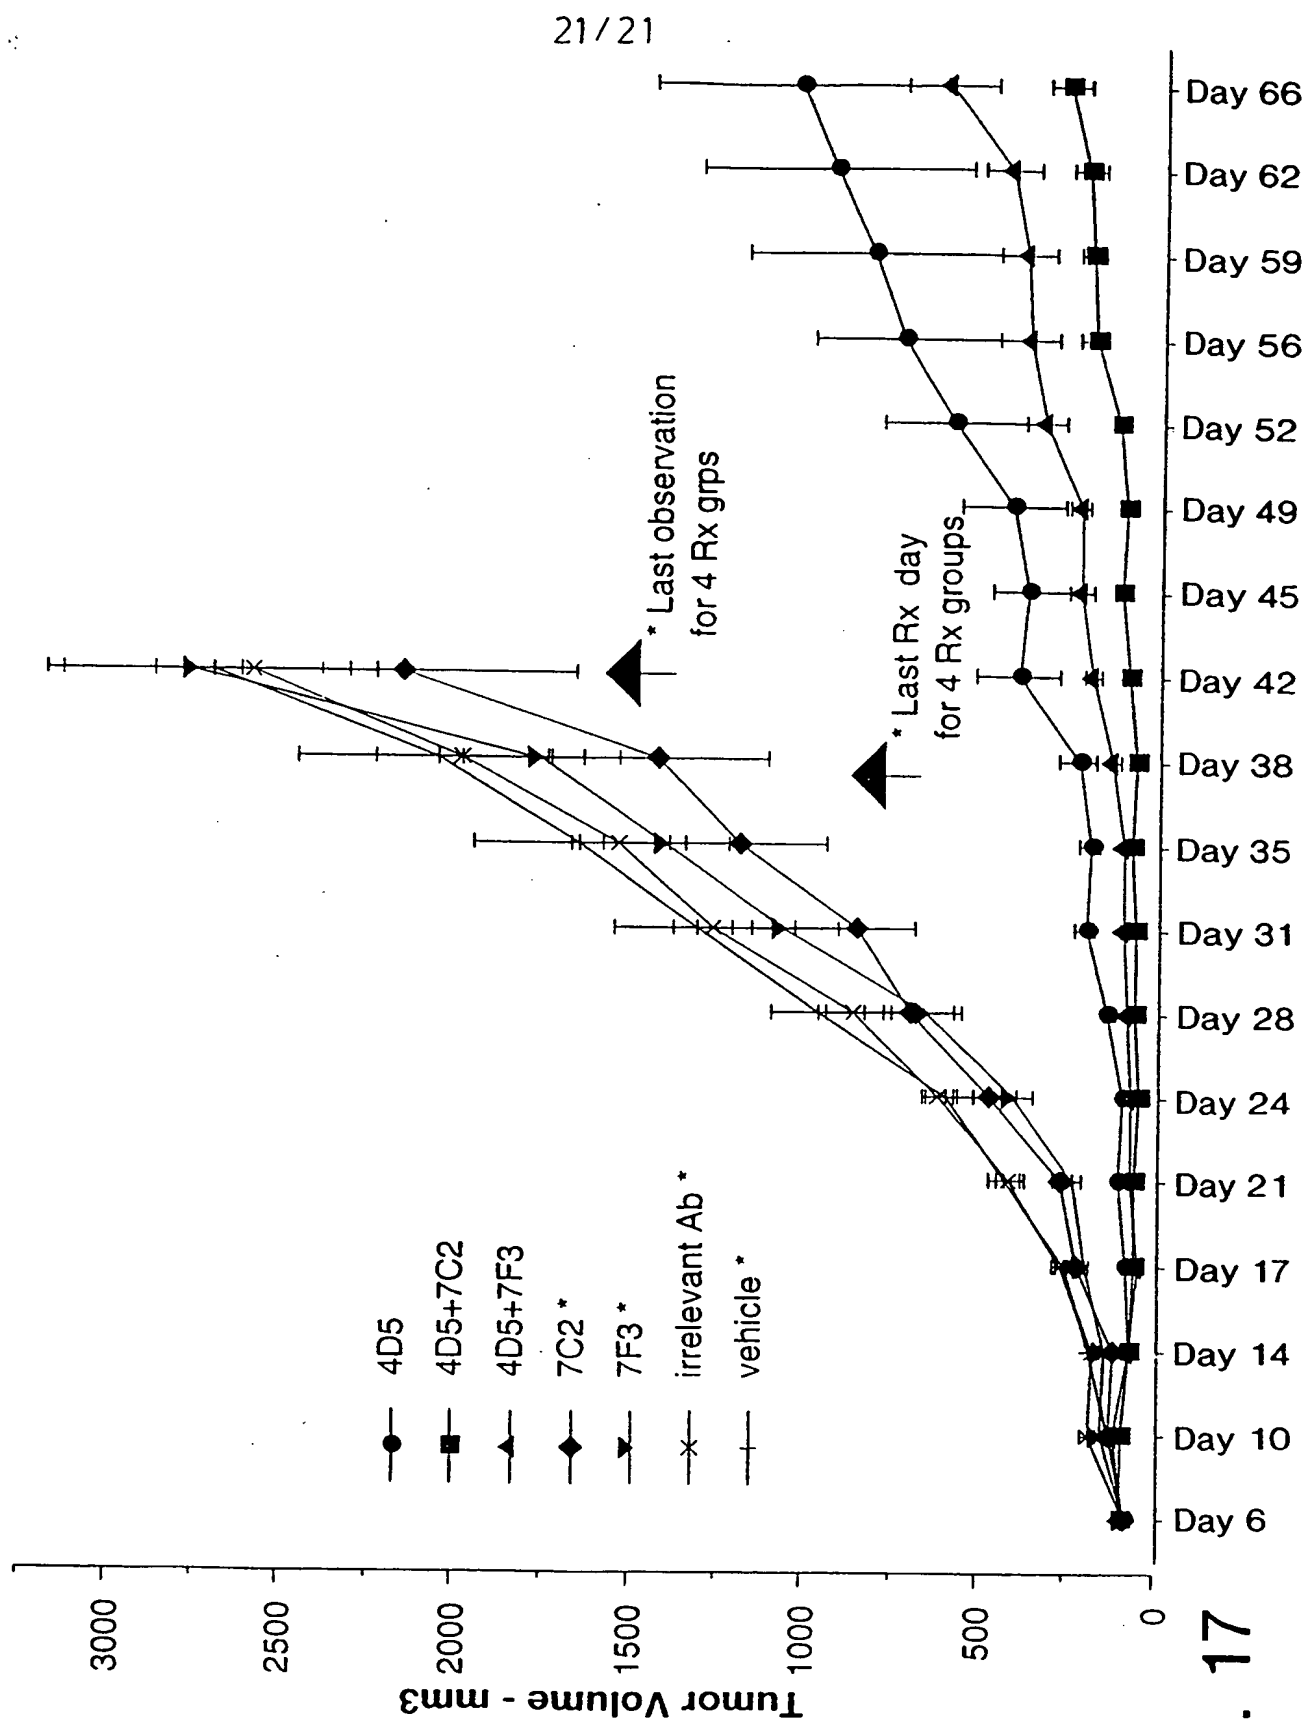 21/21
Tumor Volume - mm3
3000
2500
2000
1500
1000
500
0
4D5
4D5+7C2
4D5+7F3
7C2 *
7F3 *
irrelevant Ab *
vehicle *
* Last observation
for 4 Rx grps
* Last Rx day
for 4 Rx groups
Day 6
Day 10
Day 14
Day 17
Day 21
Day 24
Day 28
Day 31
Day 35
Day 38
Day 42
Day 45
Day 49
Day 52
Day 56
Day 59
Day 62
Day 66
. 17